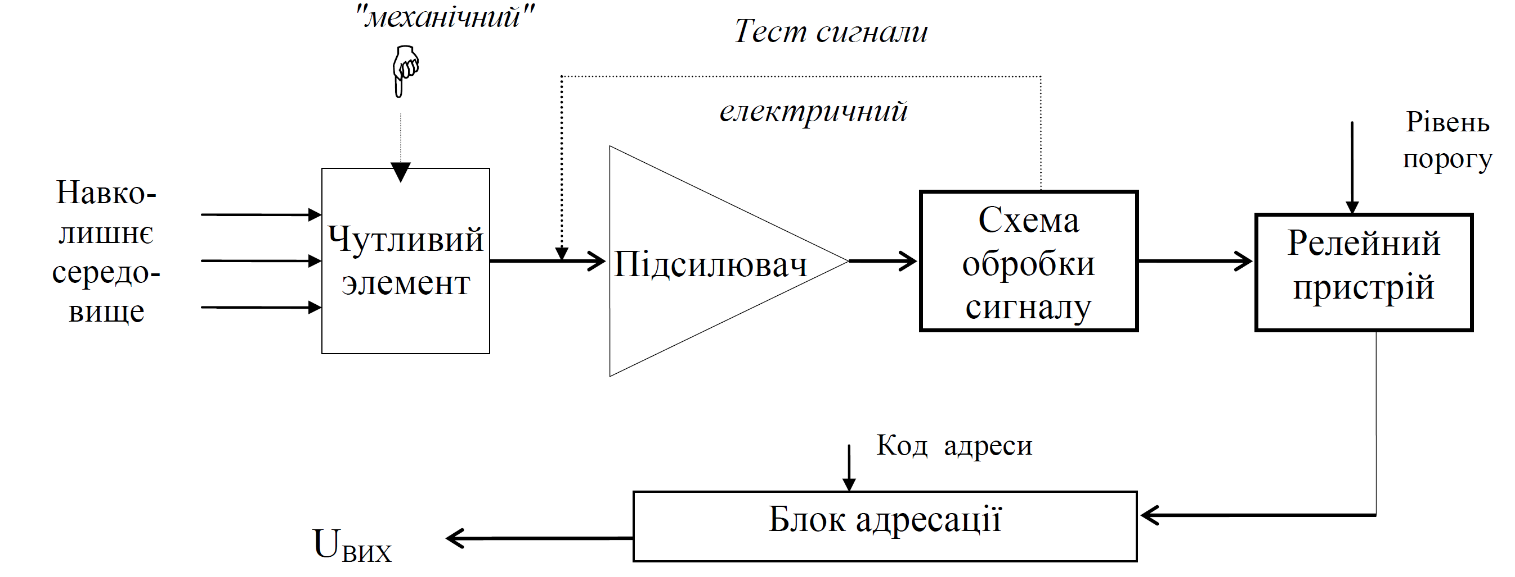 "механічний"
Тест сигнали
електричний
Рівень
порогу
Навко-
лишнє
середо-
вище
Чутливий
элемент
Підсилювач
Схема
обробки
сигналу
Релейний
пристрій
Код адреси
Блок адресації
Uвих